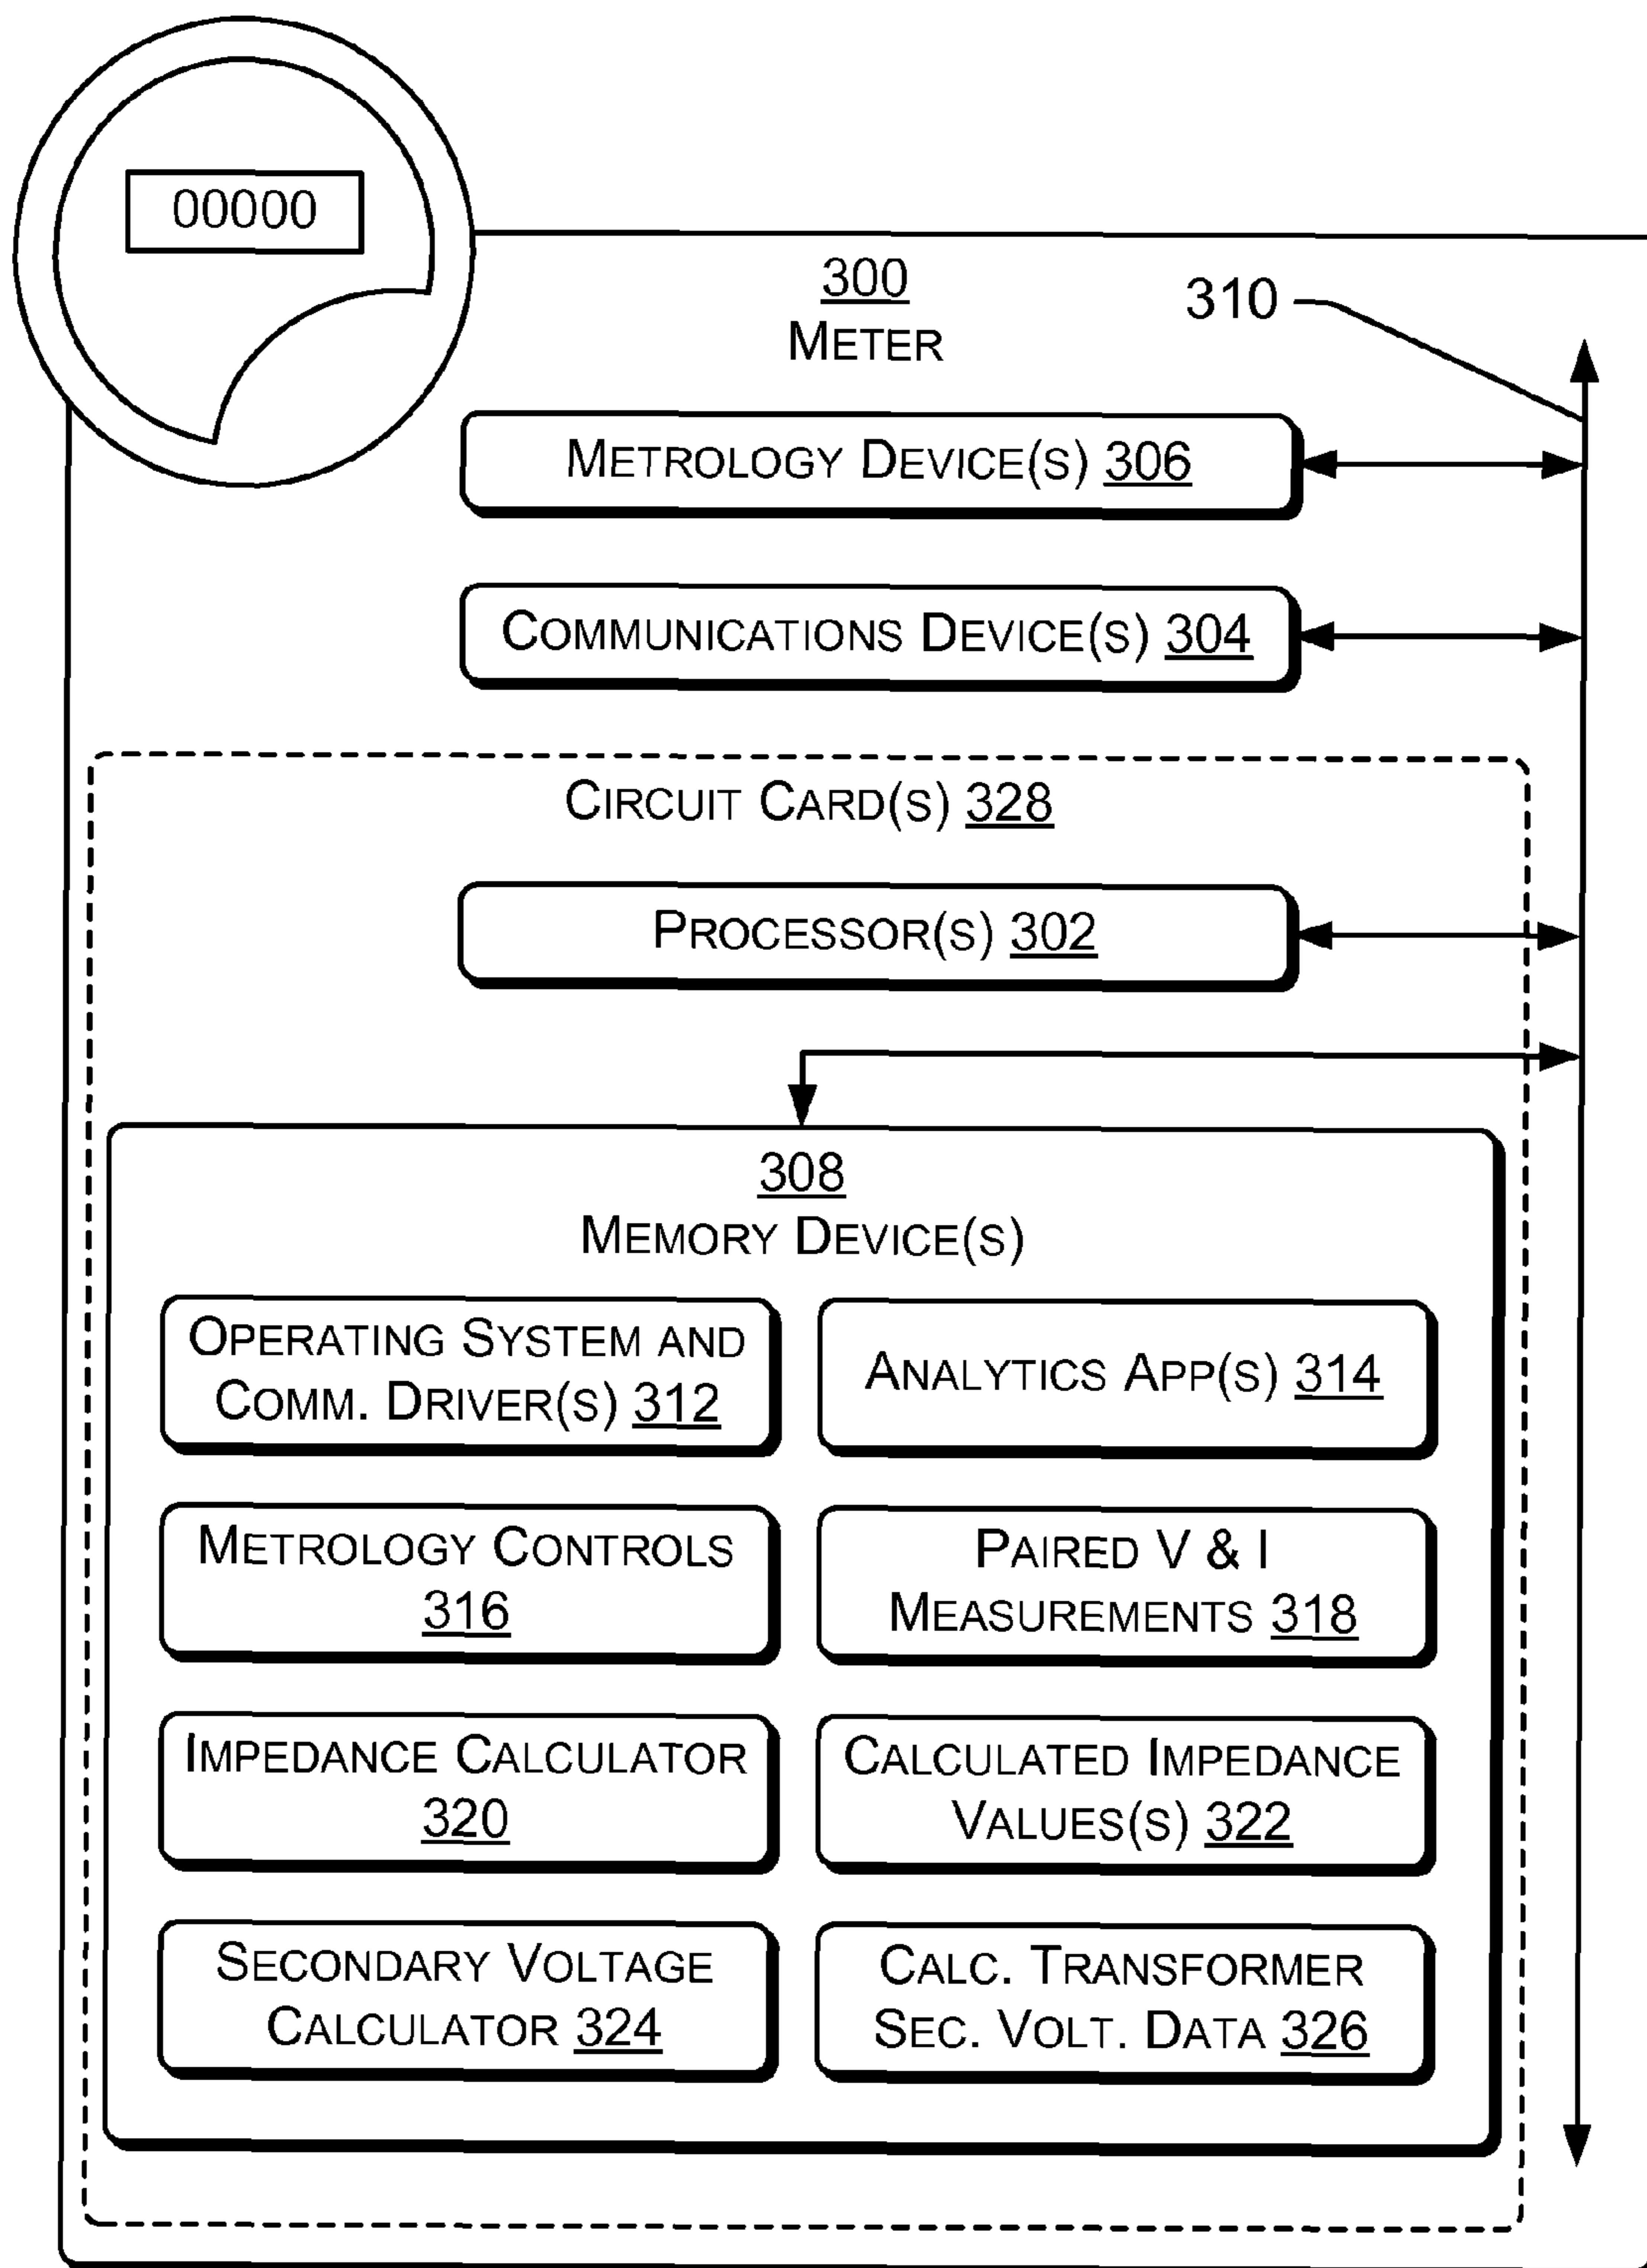 00000
300
METER
310
METROLOGY DEVICE(S) 306
COMMUNICATIONS DEVICE(S) 304
CIRCUIT CARD(S) 328
PROCESSOR(S) 302
308
MEMORY DEVICE(S)
OPERATING SYSTEM AND
COMM. DRIVER(S) 312
ANALYTICS APP(S) 314
METROLOGY CONTROLS
316
PAIRED V & I
MEASUREMENTS 318
IMPEDANCE CALCULATOR
320
CALCULATED IMPEDANCE
VALUES(S) 322
SECONDARY VOLTAGE
CALCULATOR 324
CALC. TRANSFORMER
SEC. VOLT. DATA 326